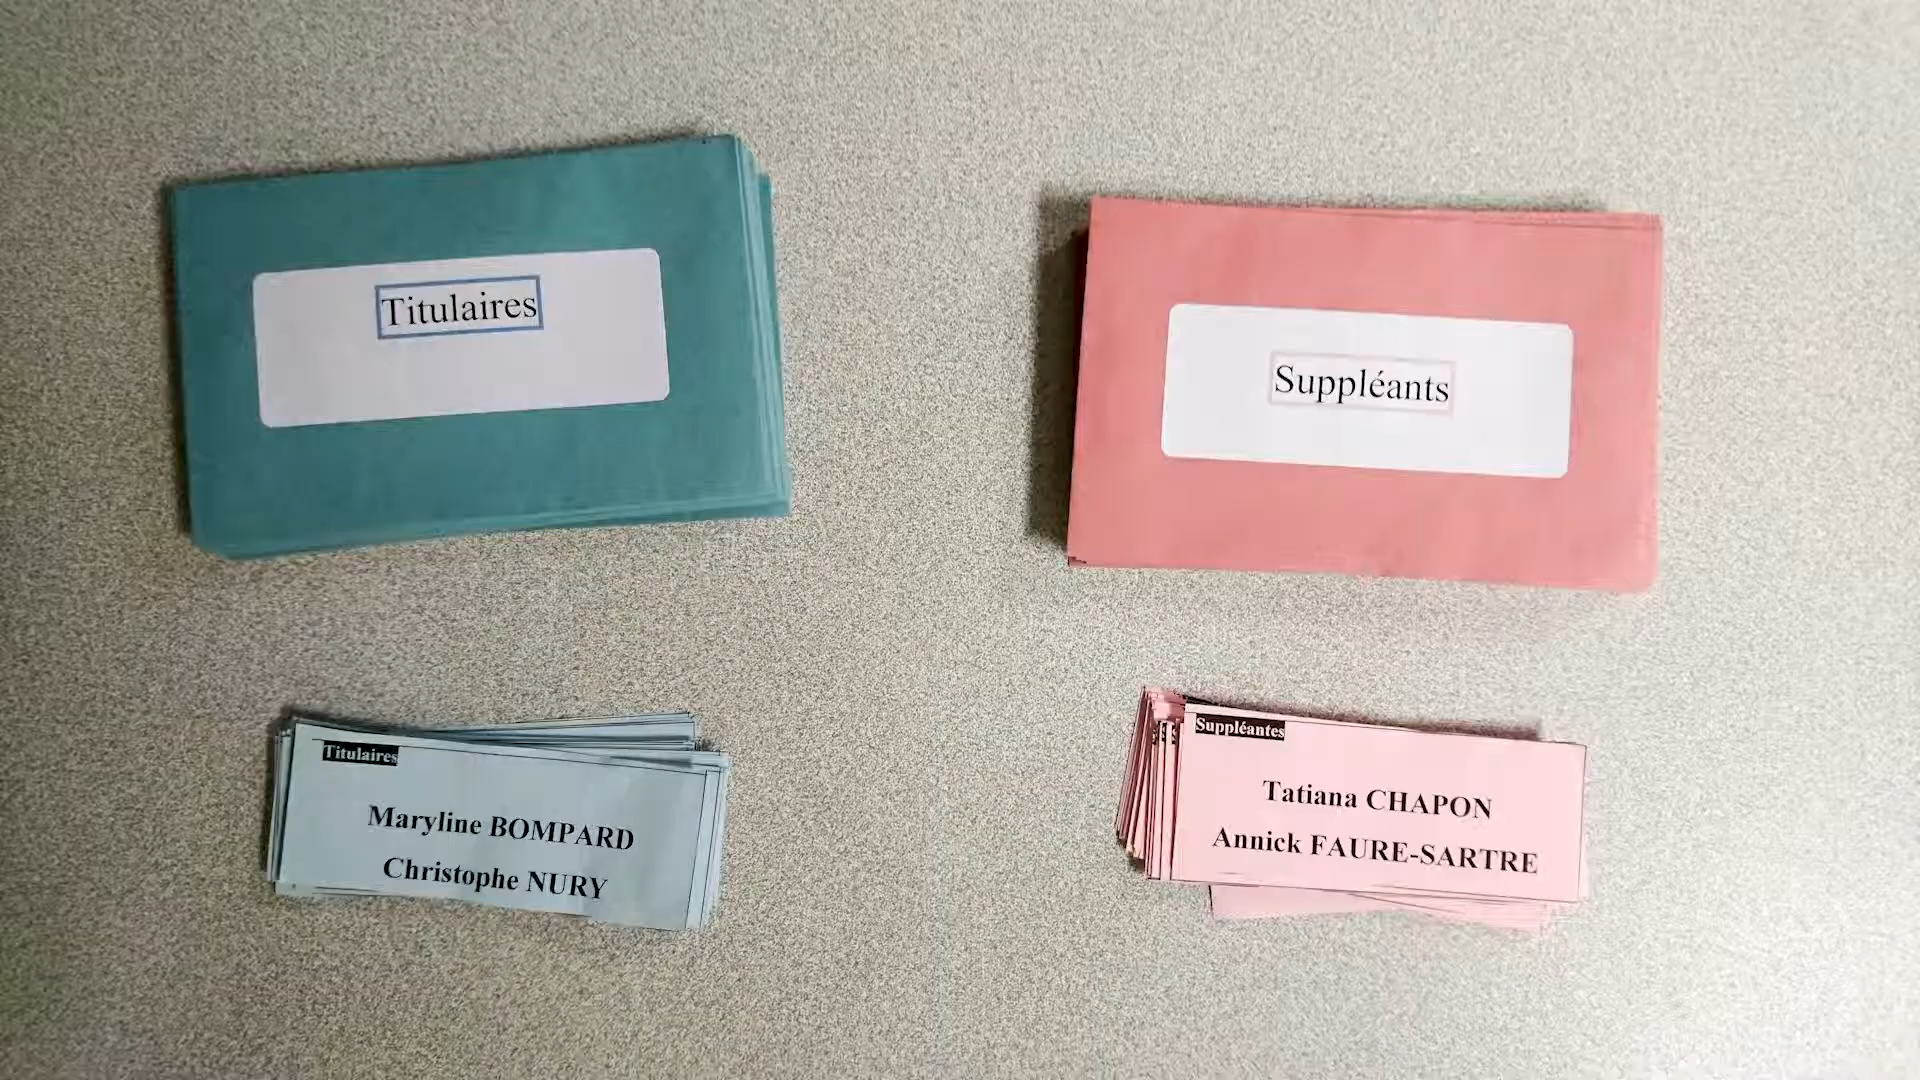 Titulaires
Suppléants
Titulaires
Maryline BOMPARD
Christophe NURY
Suppléantes
Tatiana CHAPON
Annick FAURE-SARTRE